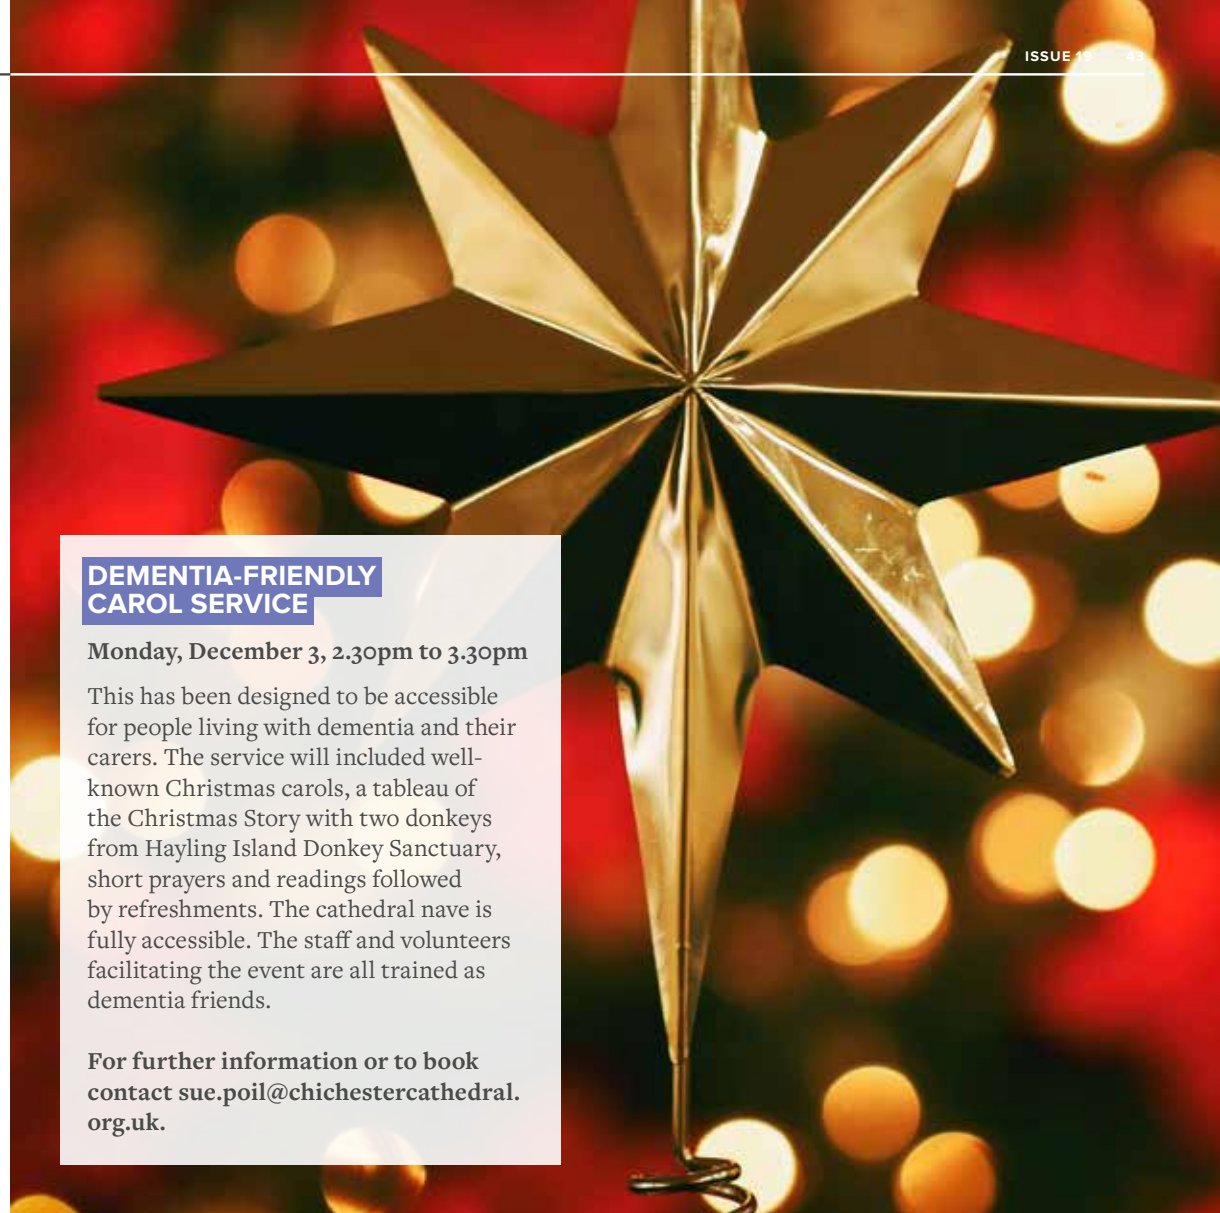 ISSUE 19 43
DEMENTIA-FRIENDLY
CAROL SERVICE
Monday, December 3, 2.30pm to 3.30pm
This has been designed to be accessible
for people living with dementia and their
carers. The service will included well-
known Christmas carols, a tableau of
the Christmas Story with two donkeys
from Hayling Island Donkey Sanctuary,
short prayers and readings followed
by refreshments. The cathedral nave is
fully accessible. The staff and volunteers
facilitating the event are all trained as
dementia friends.
For further information or to book
contact sue.poil@chichestercathedral.
org.uk.